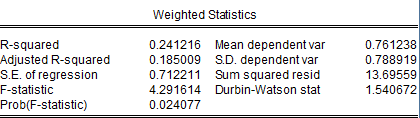 Weighted Statistics
R-squared 0.241216 Mean dependent var 0.761238
Adjusted R-squared 0.185009 S.D. dependent var 0.788919
S.E. of regression 0.712211 Sum squared resid 13.69559
F-statistic 4.291614 Durbin-Watson stat 1.540672
Prob(F-statistic) 0.024077